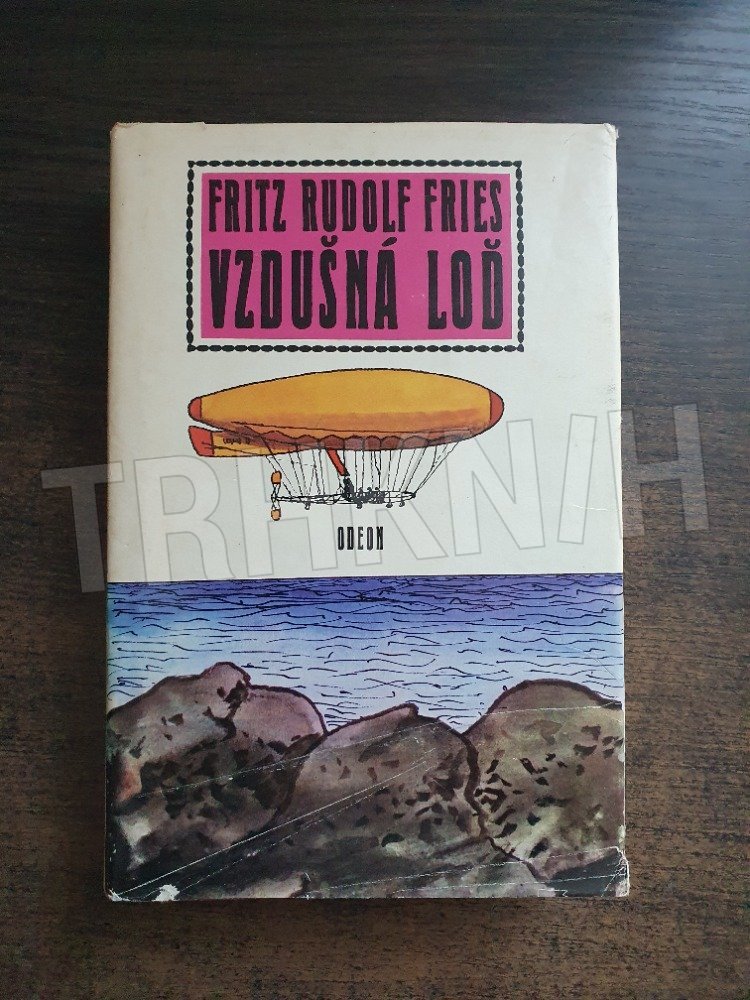 FRITZ RUDOLF FRIES
VZDUŠNÁ LOĎ
ODEON
TRHKNIH